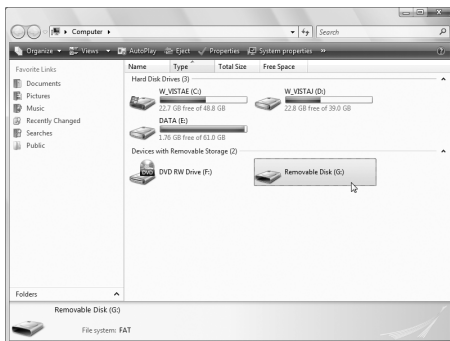 Computer
Search
Organize Views AutoPlay Eject Properties System properties »
Favorite Links
Documents
Pictures
Music
Recently Changed
Searches
Public
Folders
Name Type Total Size Free Space
Hard Disk Drives (3)
W_VISTAE (C:)
22.7 GB free of 48.8 GB
W_VISTAJ (D:)
22.8 GB free of 39.0 GB
DATA (E:)
1.76 GB free of 61.0 GB
Devices with Removable Storage (2)
DVD RW Drive (F:)
DVD
Removable Disk (G:)
Removable Disk (G:)
File system: FAT